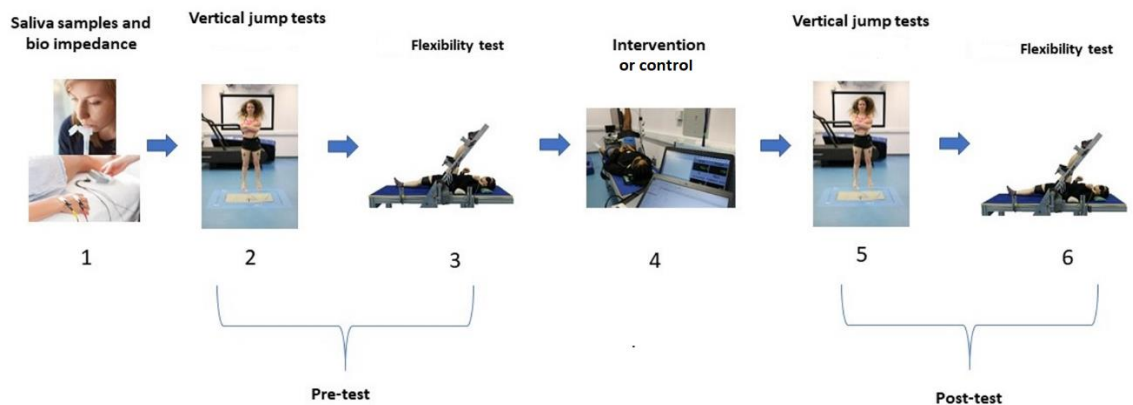 Saliva samples and
bio impedance
Vertical jump tests
Flexibility test
Intervention
or control
Vertical jump tests
Flexibility test
1
2
3
4
5
6
Pre-test
.
Post-test